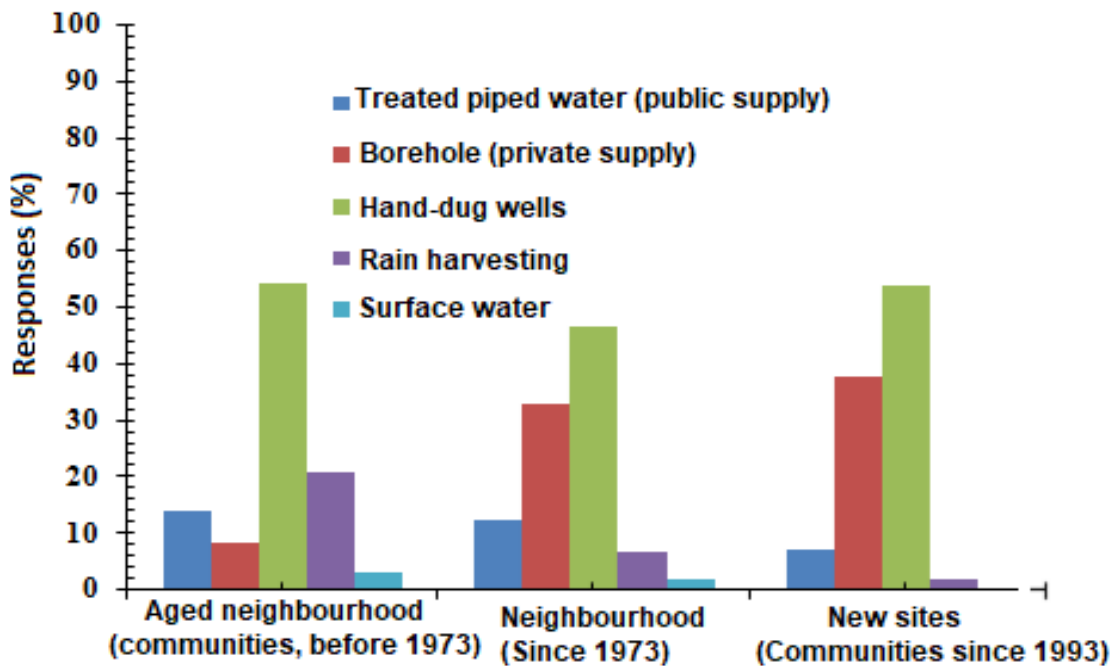 Responses (%)
100
90
80
70
60
50
40
30
20
10
0
Treated piped water (public supply)
Borehole (private supply)
Hand-dug wells
Rain harvesting
Surface water
Aged neighbourhood
(communities, before 1973)
Neighbourhood
(Since 1973)
New sites
(Communities since 1993)